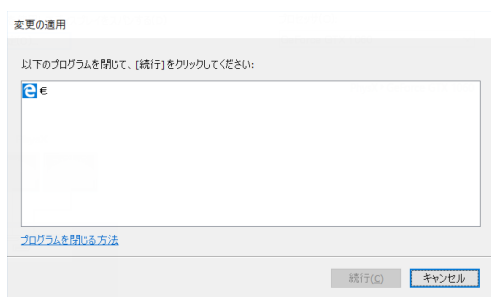 変更の適用
以下のプログラムを閉じて、[続行]をクリックしてください:
€
プログラムを閉じる方法
続行(C) キャンセル